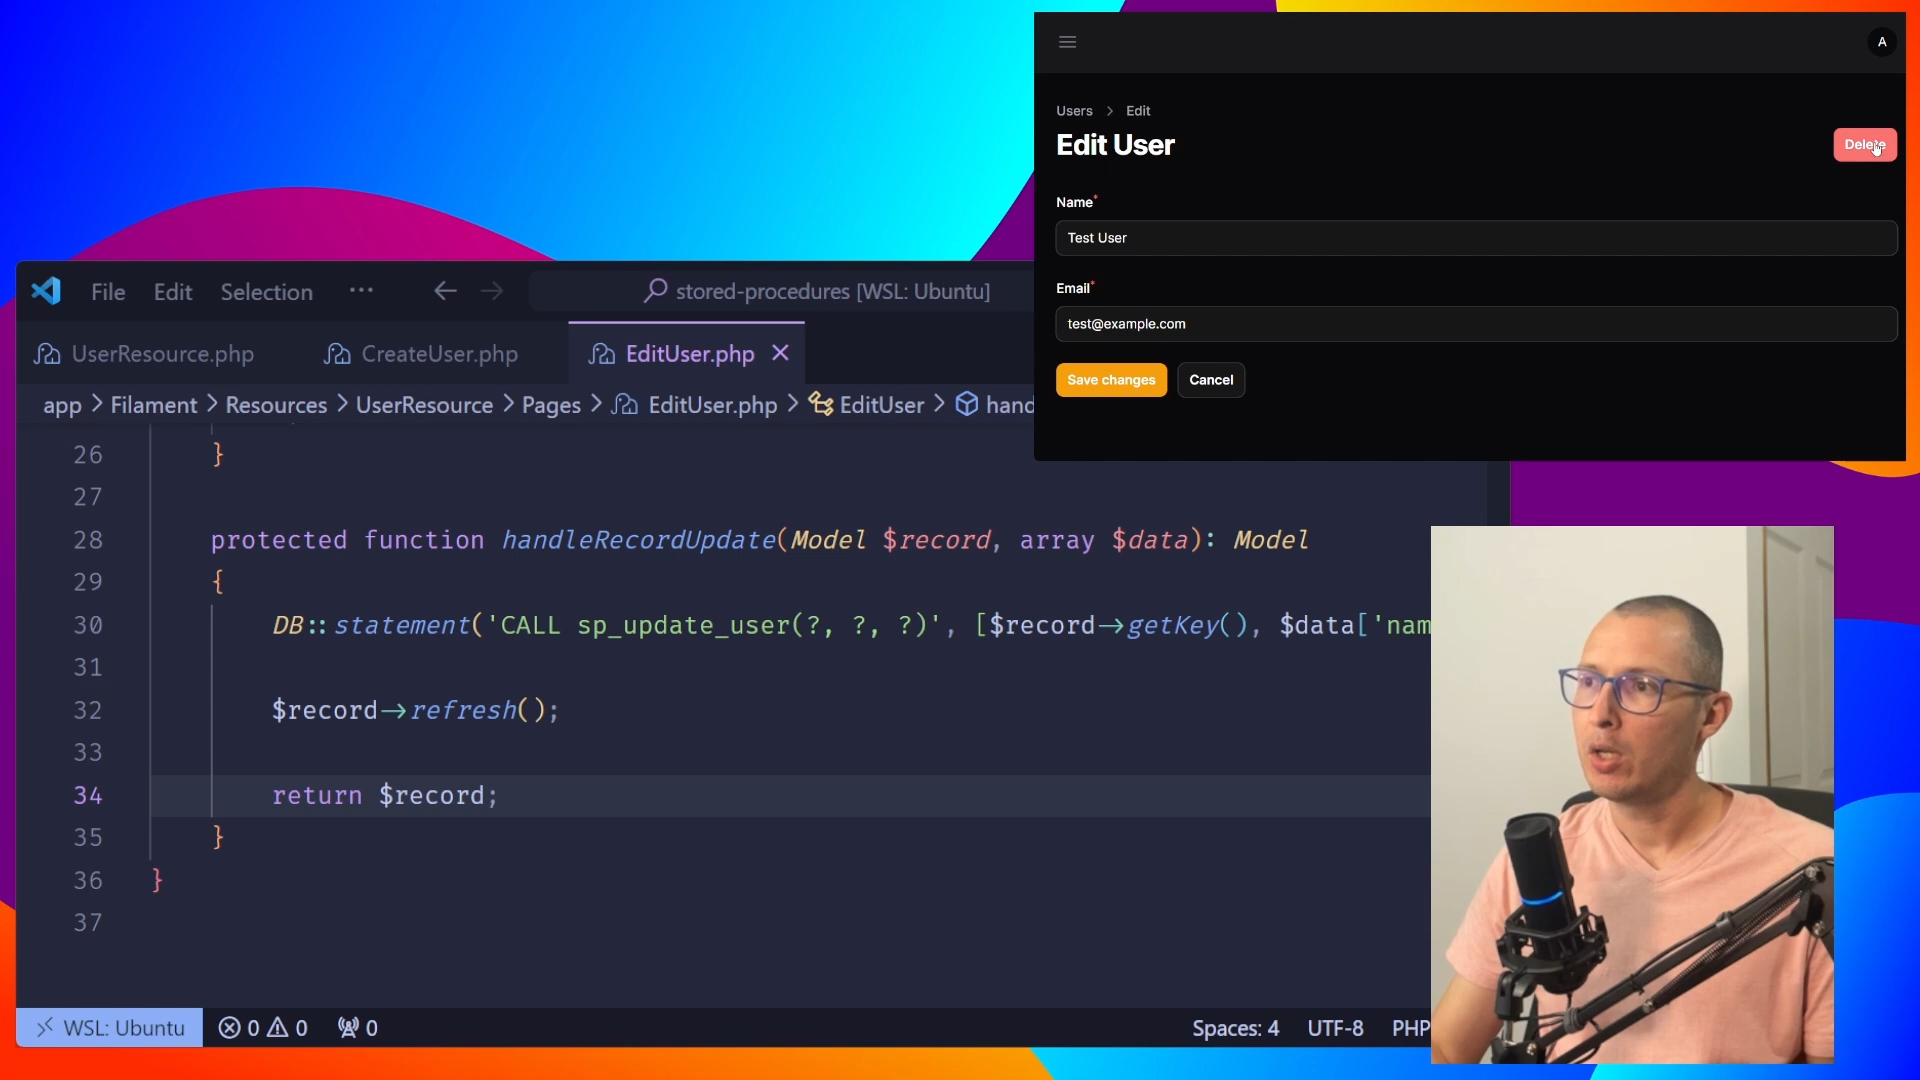 A
Users > Edit
Edit User
Delete
Name*
Test User
Email*
test@example.com
Save changes Cancel
File Edit Selection ··· stored-procedures [WSL: Ubuntu]
UserResource.php CreateUser.php EditUser.php
app > Filament > Resources > UserResource > Pages > EditUser.php > EditUser > hand
26 }
27
28 protected function handleRecordUpdate(Model $record, array $data): Model
29 {
30 DB::statement('CALL sp_update_user(?, ?, ?)', [$record->getKey(), $data['nam
31
32 $record->refresh();
33
34 return $record;
35 }
36 }
37
WSL: Ubuntu 0 0 0 Spaces: 4 UTF-8 PHP